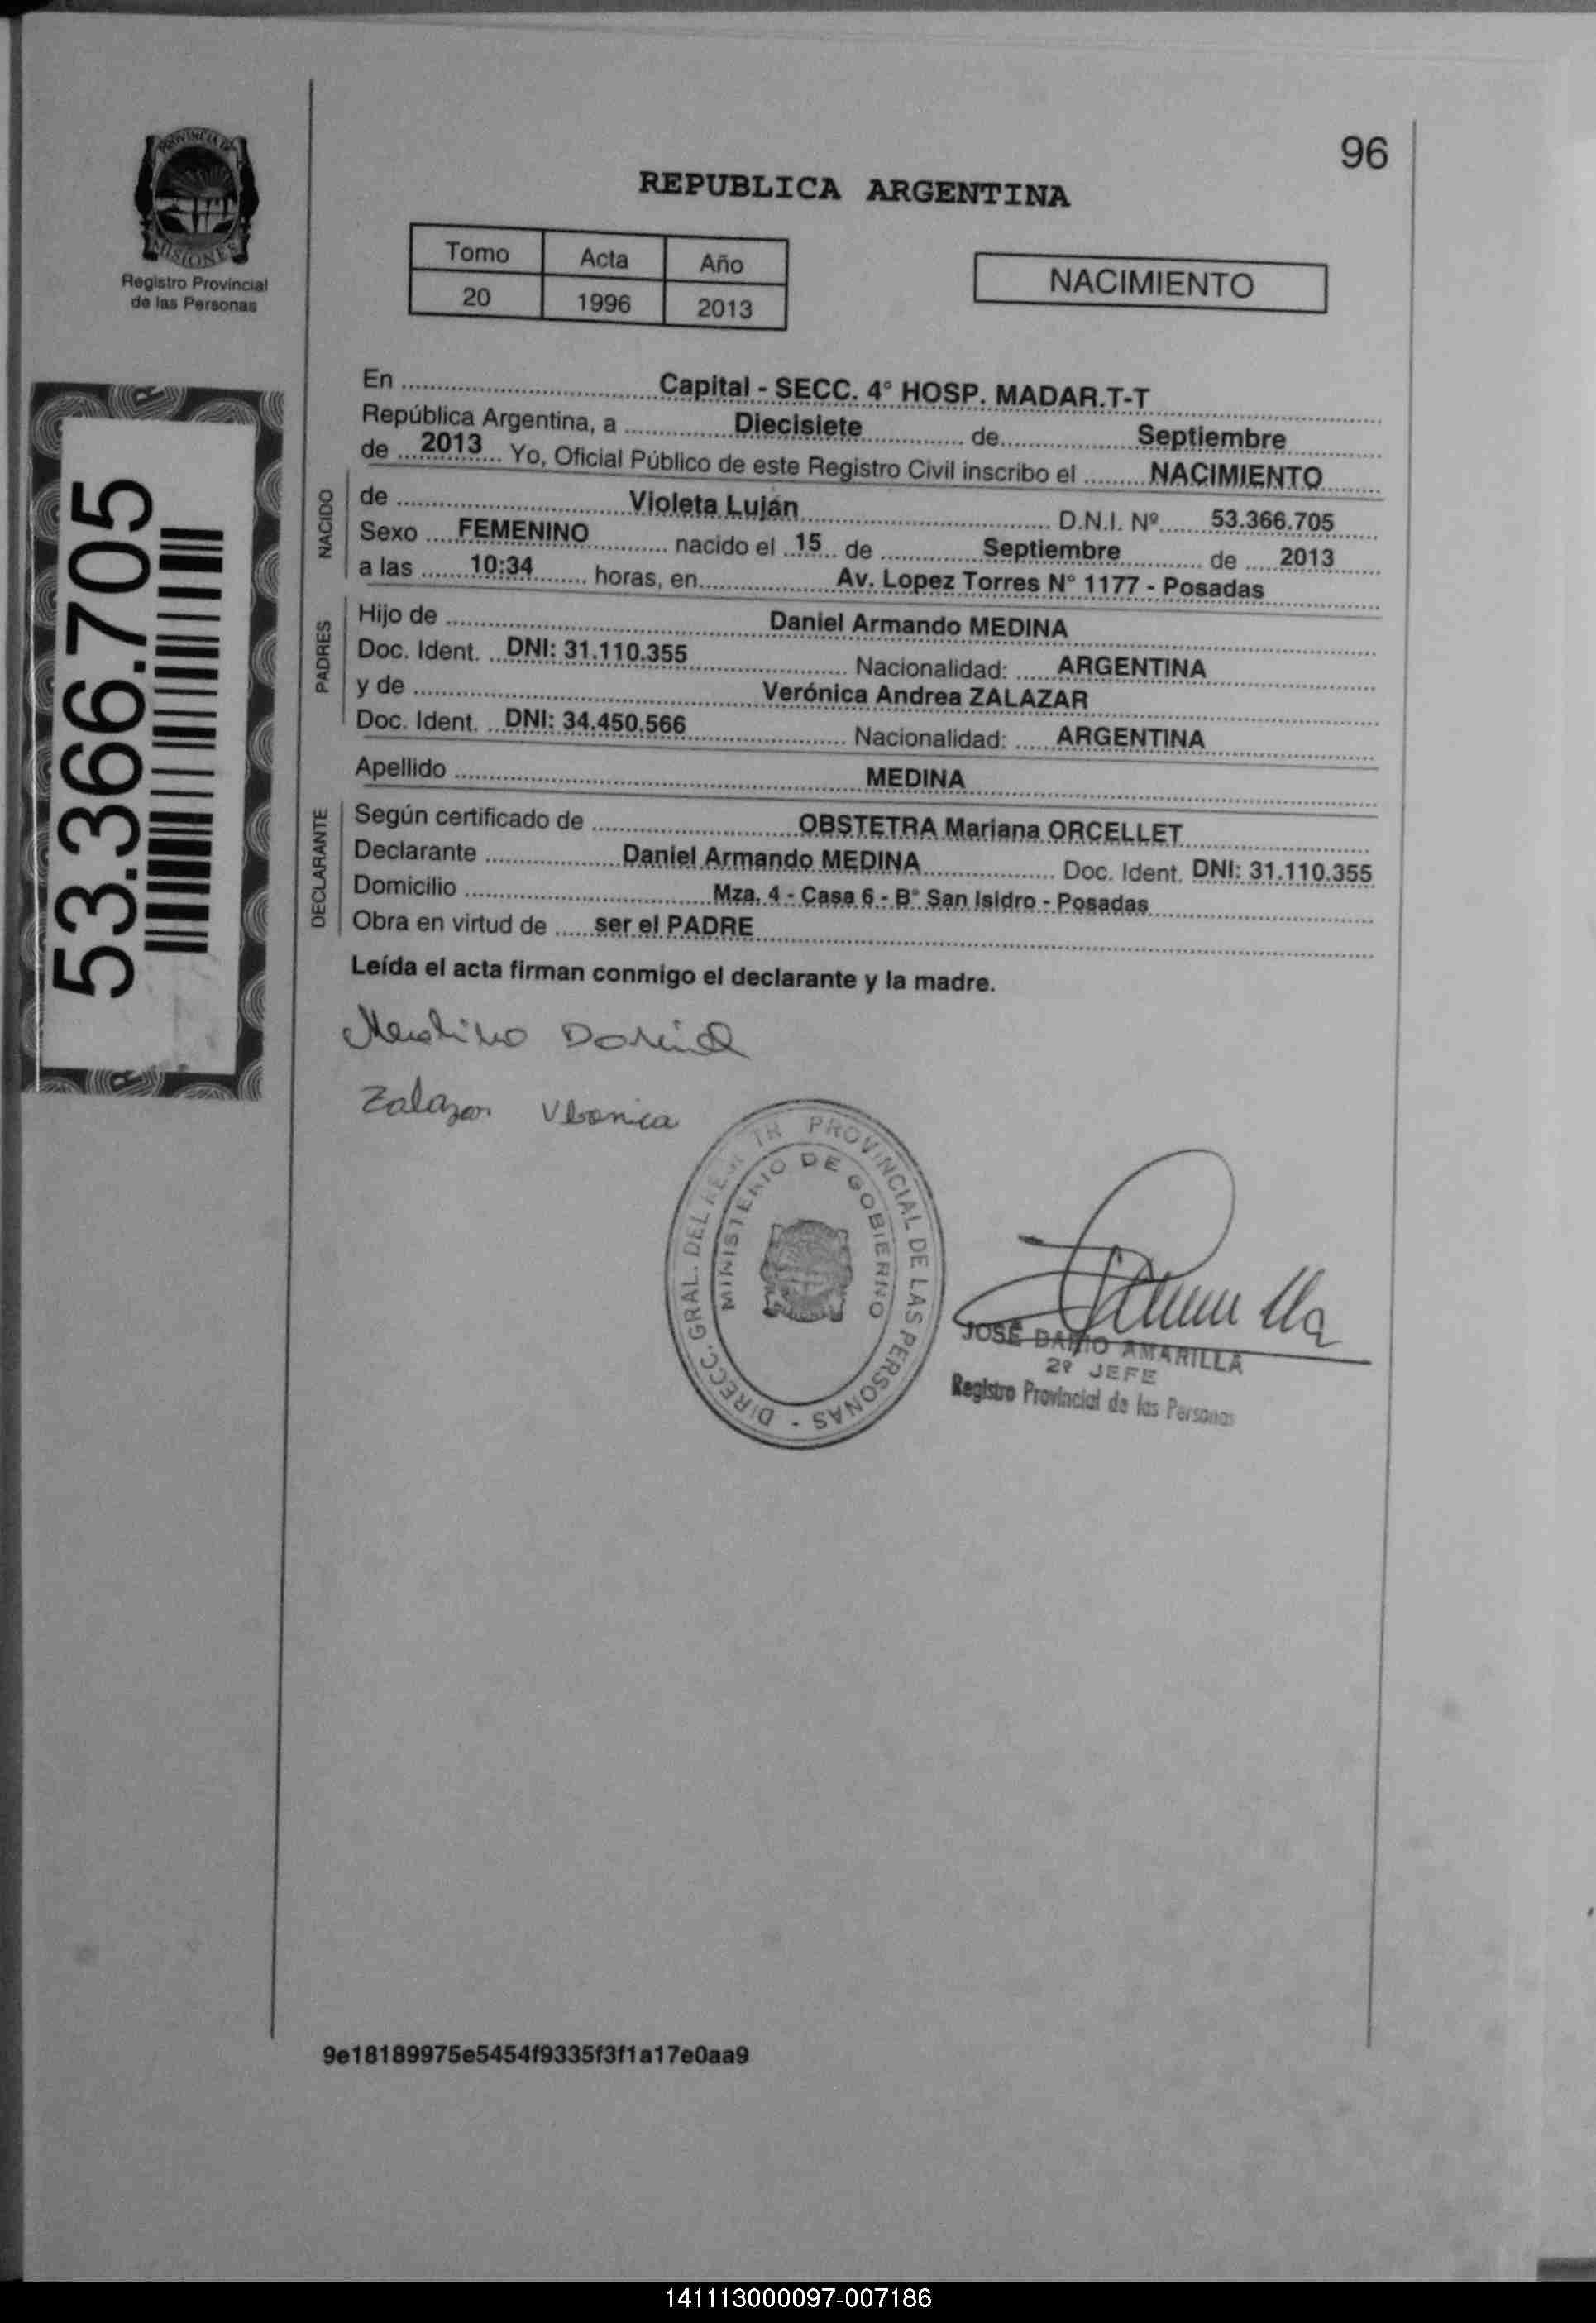 96
PROVINCIA DE
MISIONES
Registro Provincial
de las Personas
REPUBLICA ARGENTINA
Tomo Acta Año
20 1996 2013
NACIMIENTO
53.366.705
En Capital - SECC. 4° HOSP. MADAR.T-T
República Argentina, a Diecisiete de Septiembre
de 2013 Yo, Oficial Público de este Registro Civil inscribo el NACIMIENTO
NACIDO
de Violeta Luján D.N.I. Nº 53.366.705
Sexo FEMENINO nacido el 15 de Septiembre de 2013
a las 10:34 horas, en Av. Lopez Torres N° 1177 - Posadas
PADRES
Hijo de Daniel Armando MEDINA
Doc. Ident. DNI: 31.110.355 Nacionalidad: ARGENTINA
y de Verónica Andrea ZALAZAR
Doc. Ident. DNI: 34.450.566 Nacionalidad: ARGENTINA
Apellido MEDINA
DECLARANTE
Según certificado de OBSTETRA Mariana ORCELLET
Declarante Daniel Armando MEDINA Doc. Ident. DNI: 31.110.355
Domicilio Mza. 4 - Casa 6 - B° San Isidro - Posadas
Obra en virtud de ser el PADRE
Leída el acta firman conmigo el declarante y la madre.
Zalazar
DIRECC. GRAL. DEL PROVINCIAL DE LAS PERSONAS -
MINISTERIO DE GOBIERNO
JOSÉ DARIO AMARILLA
2º JEFE
Registro Provincial de las Personas
9e18189975e5454f9335f3f1a17e0aa9
141113000097-007186